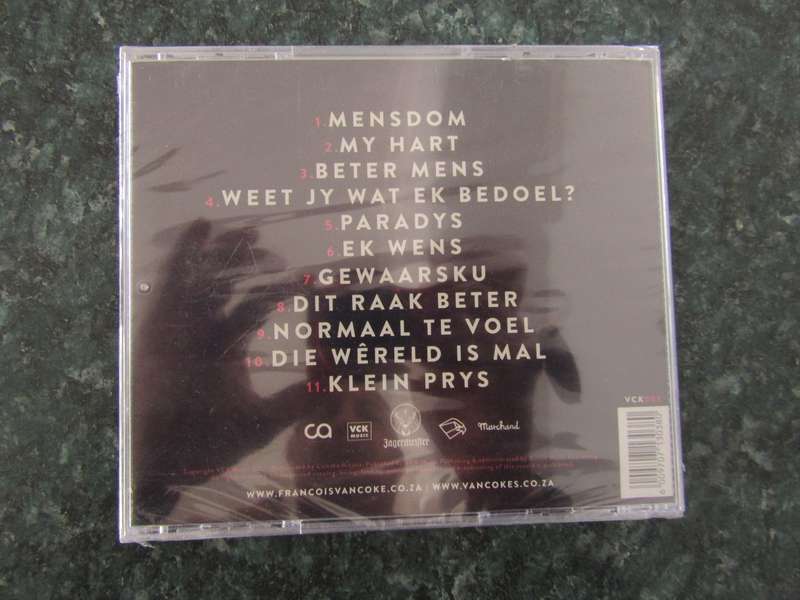 1. MENSDOM
2. MY HART
3. BETER MENS
4. WEET JY WAT EK BEDOEL?
5. PARADYS
6. EK WENS
7. GEWAARSKU
8. DIT RAAK BETER
9. NORMAAL TE VOEL
10. DIE WÊRELD IS MAL
11. KLEIN PRYS
ca VCK MUSIC Jägermeister Marchand
WWW.FRANCOISVANCOKE.CO.ZA | WWW.VANCOKES.CO.ZA